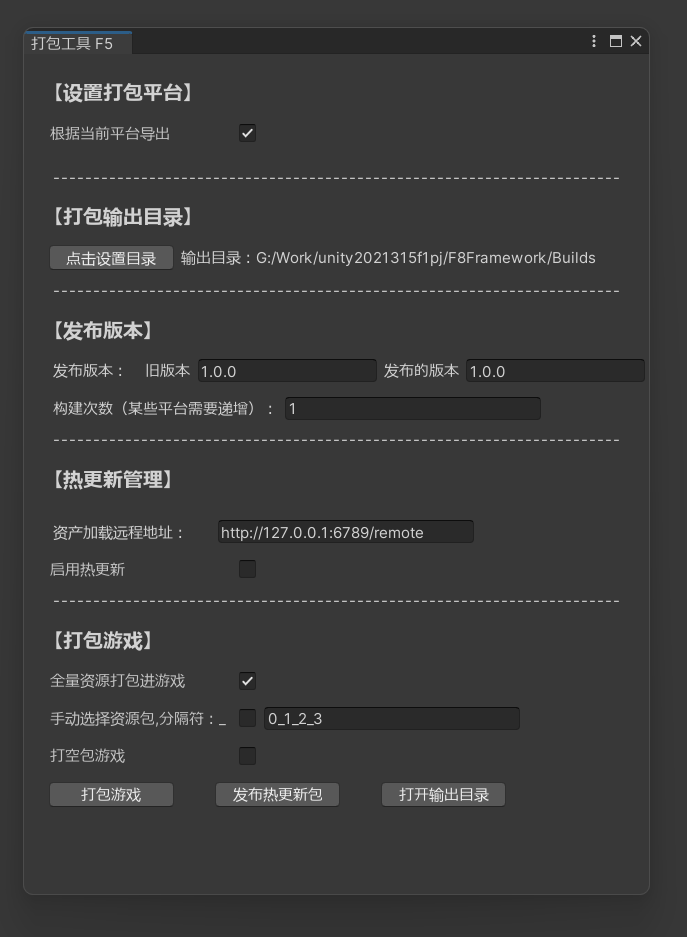 打包工具 F5
【设置打包平台】
根据当前平台导出
------------------------------------------------------------
【打包输出目录】
点击设置目录 输出目录：G:/Work/unity2021315f1pj/F8Framework/Builds
------------------------------------------------------------
【发布版本】
发布版本： 旧版本 1.0.0 发布的版本 1.0.0
构建次数（某些平台需要递增）： 1
------------------------------------------------------------
【热更新管理】
资产加载远程地址： http://127.0.0.1:6789/remote
启用热更新
------------------------------------------------------------
【打包游戏】
全量资源打包进游戏
手动选择资源包,分隔符：_ 0_1_2_3
打空包游戏
打包游戏 发布热更新包 打开输出目录